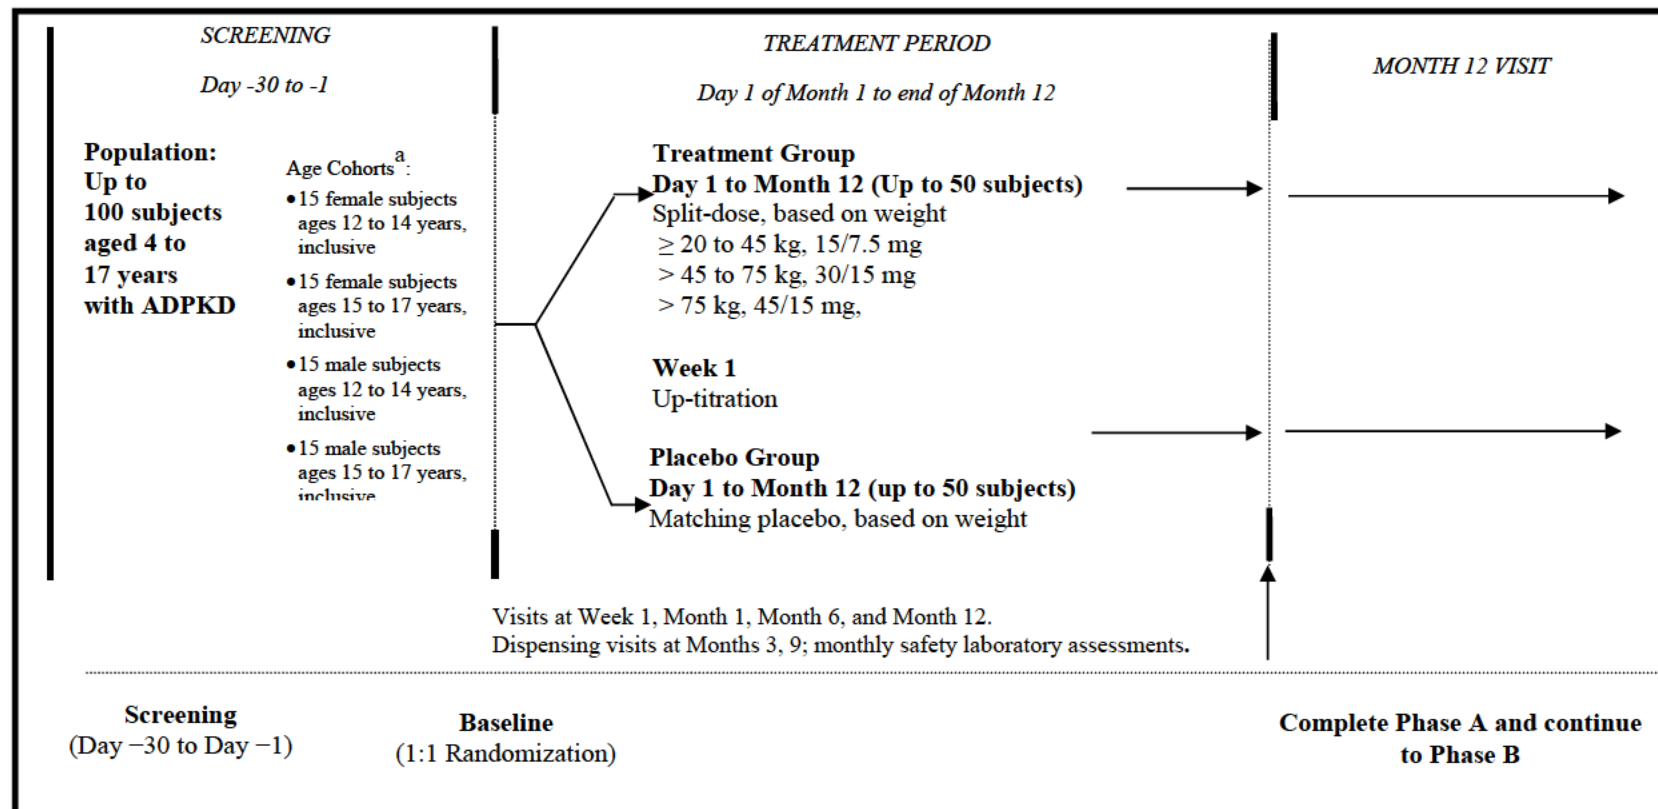 SCREENING
Day -30 to -1
TREATMENT PERIOD
Day 1 of Month 1 to end of Month 12
MONTH 12 VISIT
Population:
Up to
100 subjects
aged 4 to
17 years
with ADPKD
Age Cohortsa:
•15 female subjects
ages 12 to 14 years,
inclusive
•15 female subjects
ages 15 to 17 years,
inclusive
•15 male subjects
ages 12 to 14 years,
inclusive
•15 male subjects
ages 15 to 17 years,
inclusive
Treatment Group
Day 1 to Month 12 (Up to 50 subjects)
Split-dose, based on weight
≥ 20 to 45 kg, 15/7.5 mg
> 45 to 75 kg, 30/15 mg
> 75 kg, 45/15 mg,
Week 1
Up-titration
Placebo Group
Day 1 to Month 12 (up to 50 subjects)
Matching placebo, based on weight
Visits at Week 1, Month 1, Month 6, and Month 12.
Dispensing visits at Months 3, 9; monthly safety laboratory assessments.
Screening
(Day −30 to Day −1)
Baseline
(1:1 Randomization)
Complete Phase A and continue
to Phase B